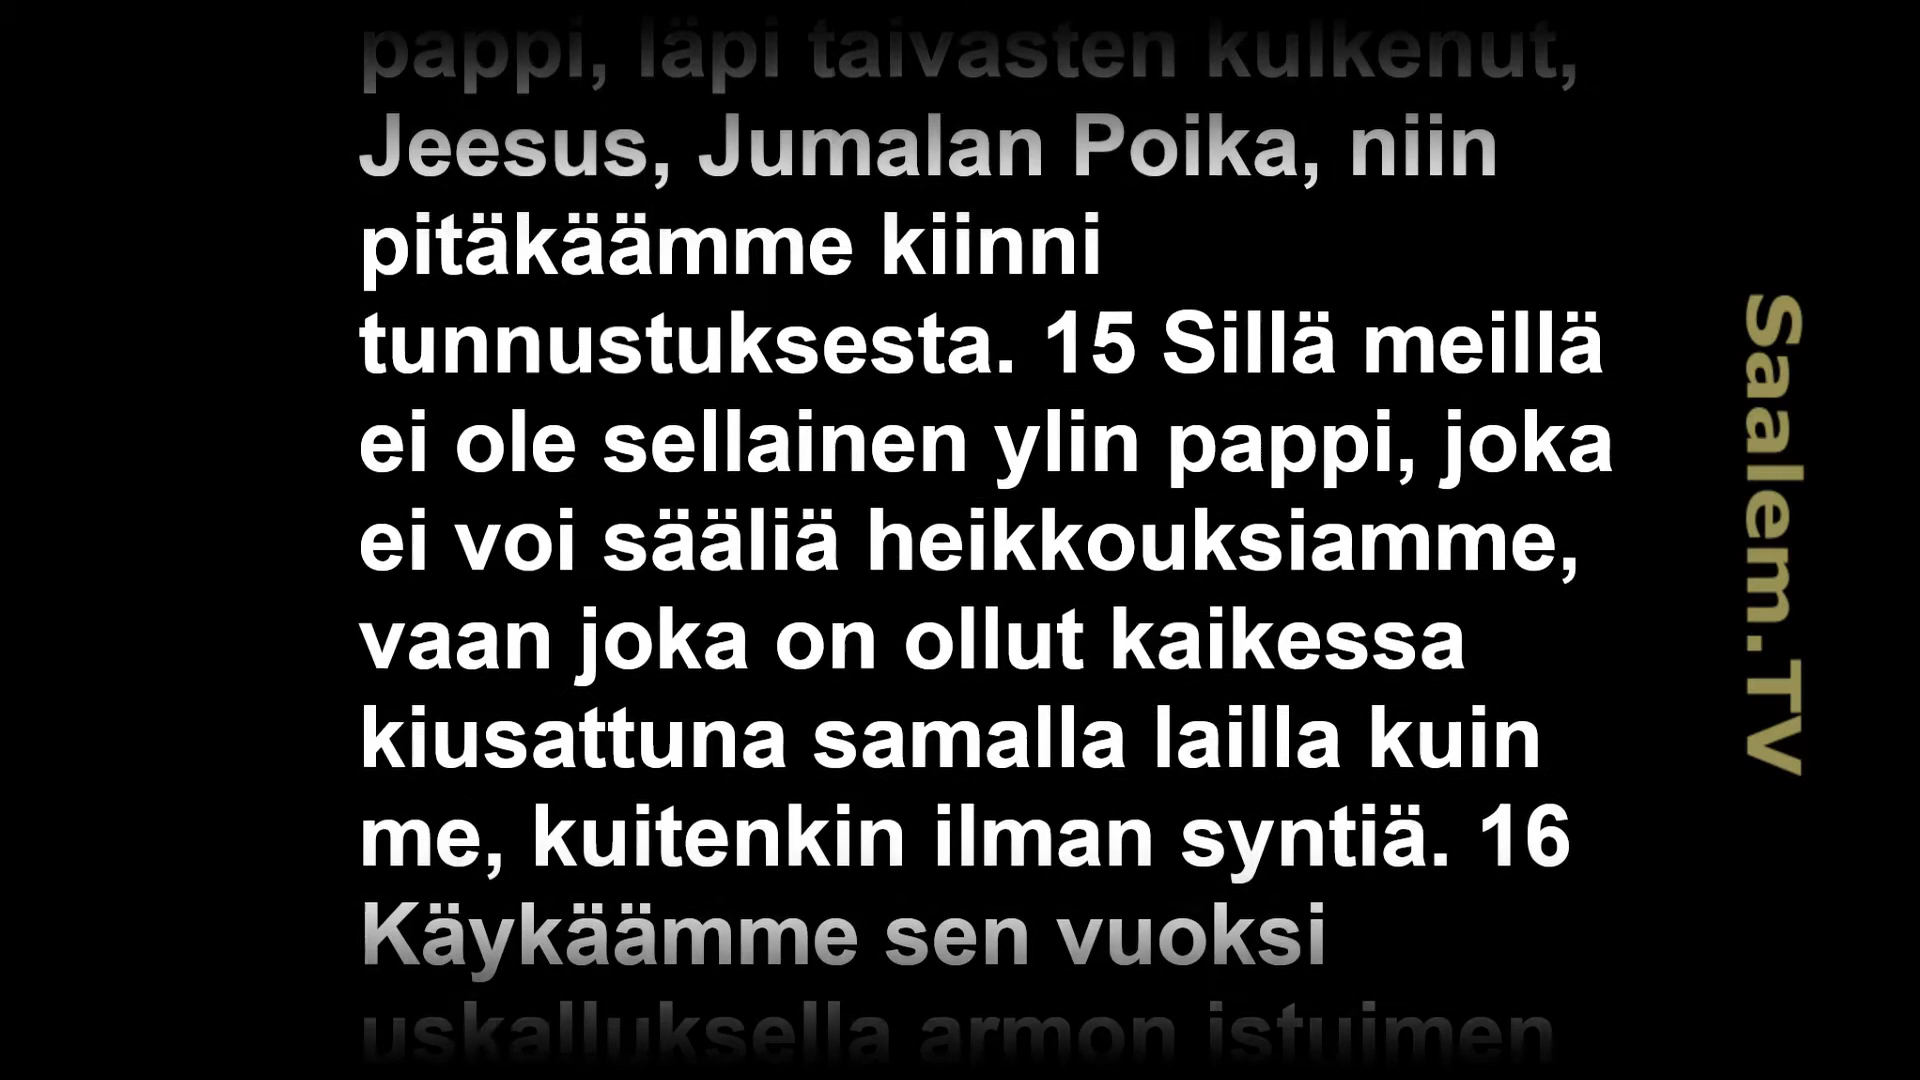 pappi, läpi taivasten kulkenut,
Jeesus, Jumalan Poika, niin
pitäkäämme kiinni
tunnustuksesta. 15 Sillä meillä
ei ole sellainen ylin pappi, joka
ei voi sääliä heikkouksiamme,
vaan joka on ollut kaikessa
kiusattuna samalla lailla kuin
me, kuitenkin ilman syntiä. 16
Käykäämme sen vuoksi
uskalluksella armon istuimen
Saalem.TV